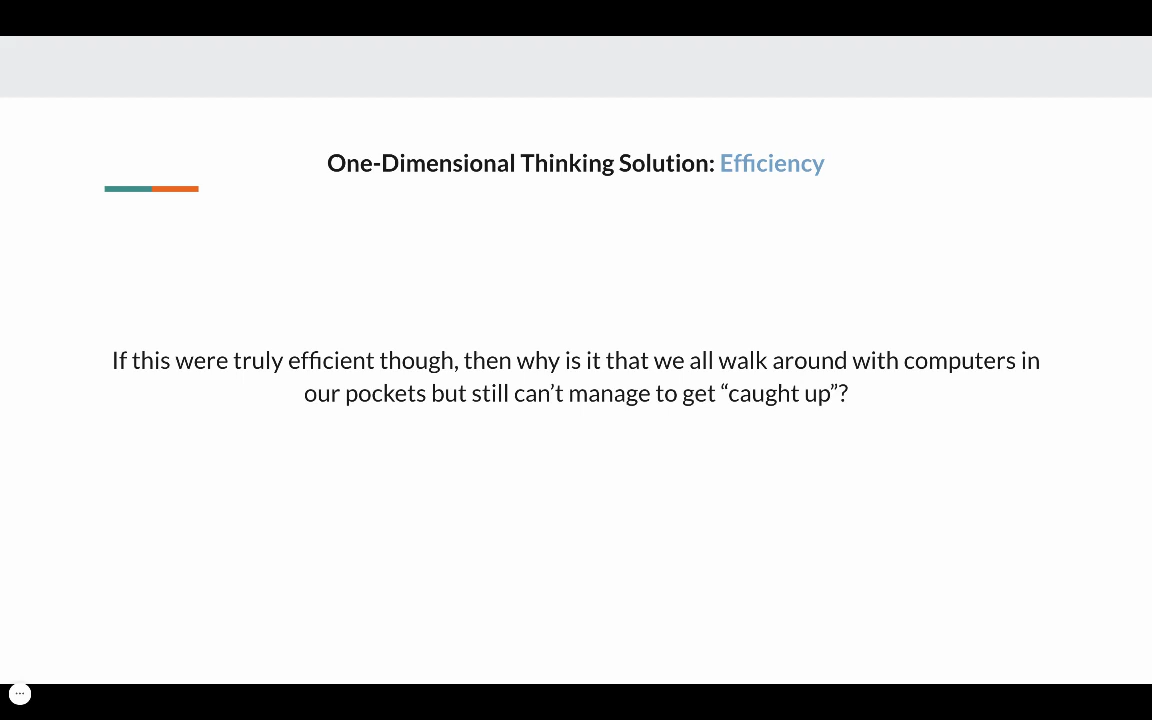 One-Dimensional Thinking Solution: Efficiency
If this were truly efficient though, then why is it that we all walk around with computers in
our pockets but still can’t manage to get “caught up”?